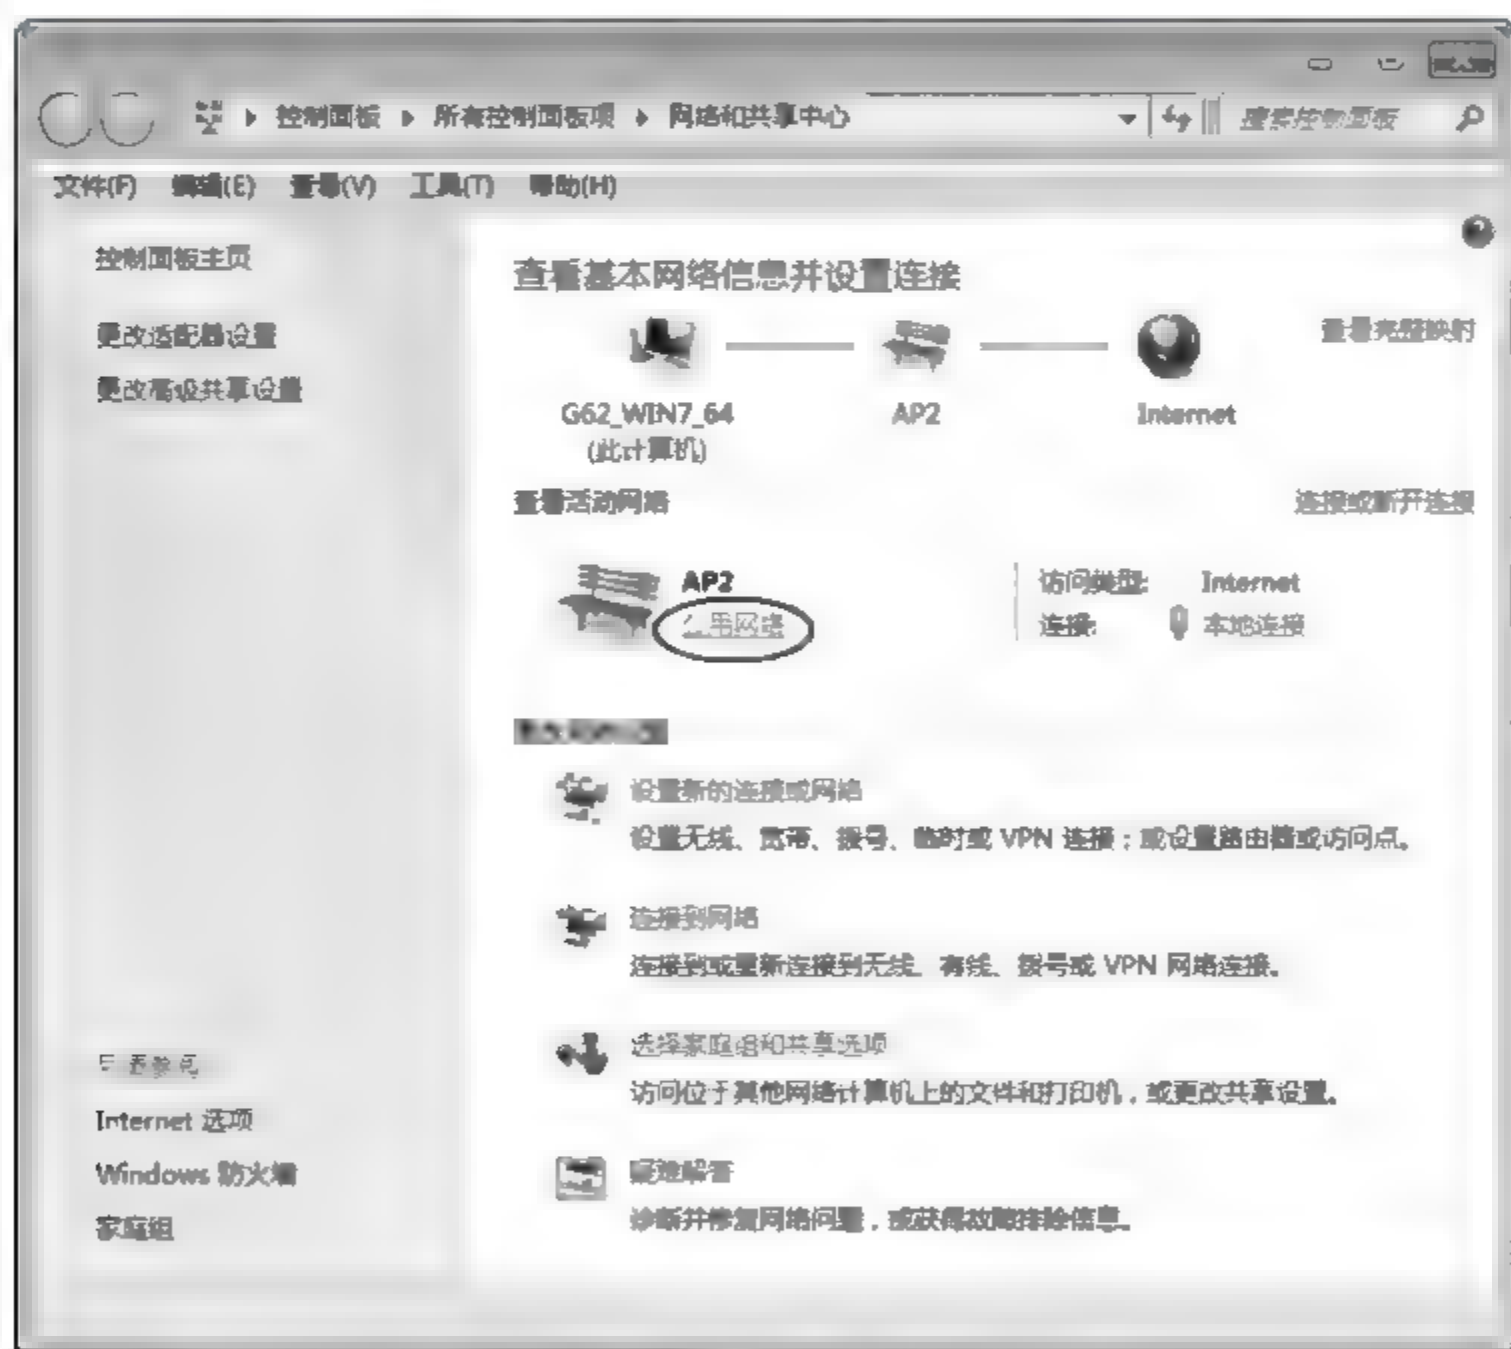 控制面板 ▸ 所有控制面板项 ▸ 网络和共享中心 搜索控制面板
文件(F) 编辑(E) 查看(V) 工具(T) 帮助(H)
控制面板主页
更改适配器设置
更改高级共享设置
查看基本网络信息并设置连接
查看完整映射
G62_WIN7_64
(此计算机)
AP2
Internet
查看活动网络
连接或断开连接
AP2
公用网络
访问类型: Internet
连接: 本地连接
设置新的连接或网络
设置无线、宽带、拨号、临时或 VPN 连接；或设置路由器或访问点。
连接到网络
连接到或重新连接到无线、有线、拨号或 VPN 网络连接。
选择家庭组和共享选项
访问位于其他网络计算机上的文件和打印机，或更改共享设置。
疑难解答
诊断并修复网络问题，或获得故障排除信息。
另请参阅
Internet 选项
Windows 防火墙
家庭组